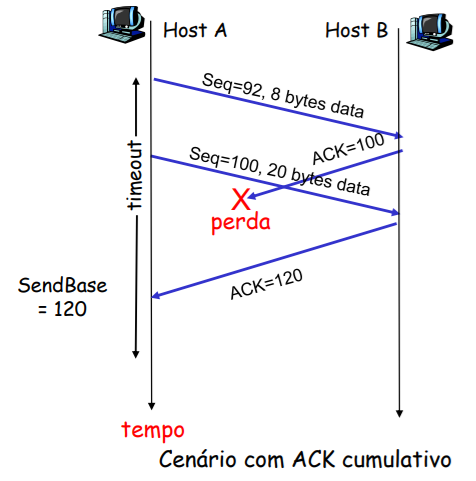 Host A
Host B
Seq=92, 8 bytes data
ACK=100
timeout
Seq=100, 20 bytes data
X
perda
ACK=120
SendBase
= 120
tempo
Cenário com ACK cumulativo